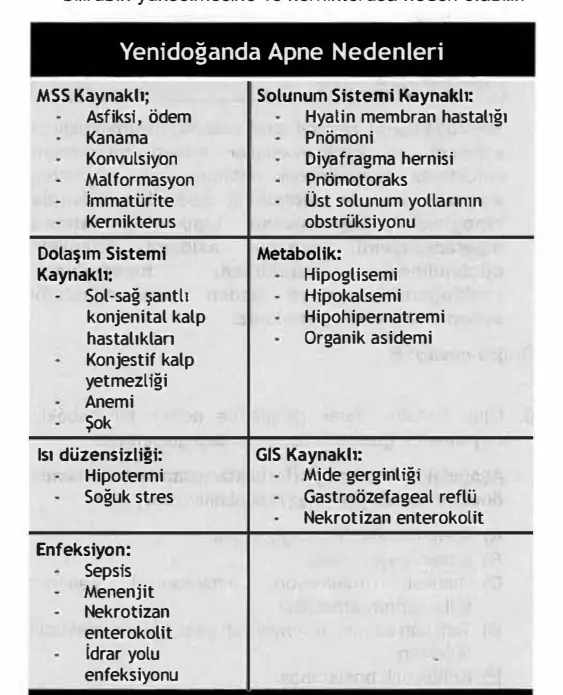 Yenidoğanda Apne Nedenleri
MSS Kaynaklı;
- Asfiksi, ödem
- Kanama
- Konvülsiyon
- Malformasyon
- İmmatürite
- Kernikterus
Solunum Sistemi Kaynaklı:
- Hyalin membran hastalığı
- Pnömoni
- Diyafragma hernisi
- Pnömotoraks
- Üst solunum yollarının
obstrüksiyonu
Dolaşım Sistemi
Kaynaklı:
- Sol-sağ şantlı
konjenital kalp
hastalıkları
- Konjestif kalp
yetmezliği
- Anemi
- Şok
Metabolik:
- Hipoglisemi
- Hipokalsemi
- Hipohipernatremi
- Organik asidemi
Isı düzensizliği:
- Hipotermi
- Soğuk stres
GIS Kaynaklı:
- Mide gerginliği
- Gastroözefageal reflü
- Nekrotizan enterokolit
Enfeksiyon:
- Sepsis
- Menenjit
- Nekrotizan
enterokolit
- İdrar yolu
enfeksiyonu